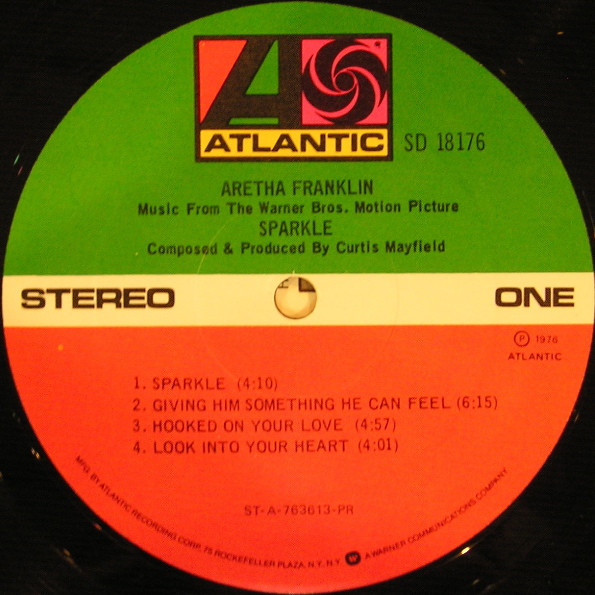 ATLANTIC
SD 18176
ARETHA FRANKLIN
Music From The Warner Bros. Motion Picture
SPARKLE
Composed & Produced By Curtis Mayfield
STEREO
ONE
Ⓟ 1976
ATLANTIC
1. SPARKLE (4:10)
2. GIVING HIM SOMETHING HE CAN FEEL (6:15)
3. HOOKED ON YOUR LOVE (4:57)
4. LOOK INTO YOUR HEART (4:01)
ST-A-763613-PR
MFG. BY ATLANTIC RECORDING CORP., 75 ROCKEFELLER PLAZA, N.Y. N.Y. A WARNER COMMUNICATIONS COMPANY